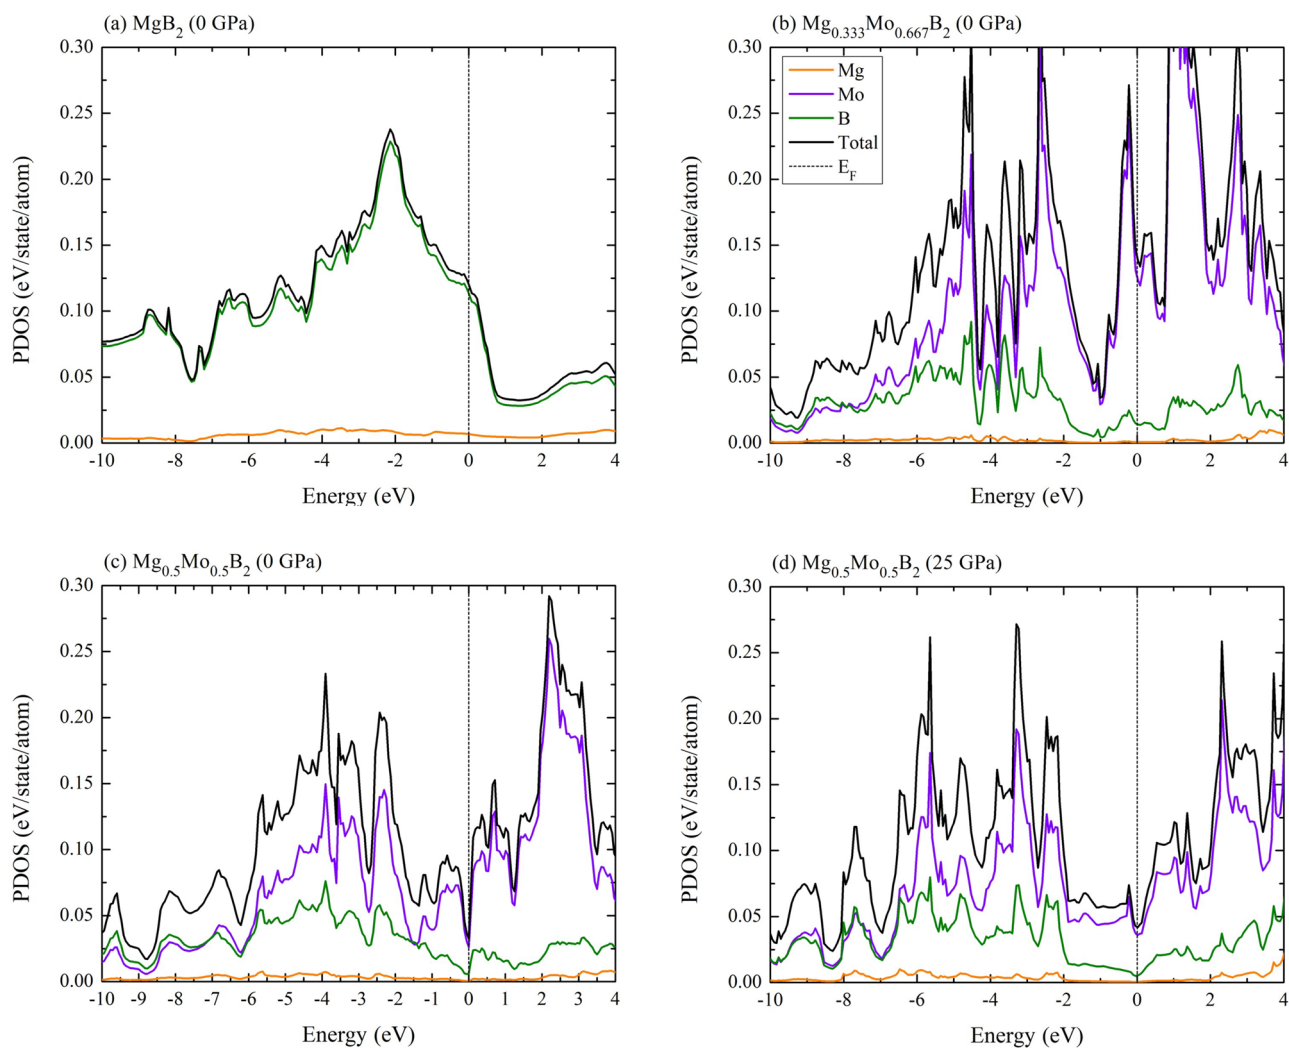 (a) MgB2 (0 GPa)
0.30
0.25
0.20
0.15
0.10
0.05
0.00
PDOS (eV/state/atom)
-10 -8 -6 -4 -2 0 2 4
Energy (eV)
(b) Mg0.333Mo0.667B2 (0 GPa)
Mg
Mo
B
Total
EF
0.30
0.25
0.20
0.15
0.10
0.05
0.00
PDOS (eV/state/atom)
-10 -8 -6 -4 -2 0 2 4
Energy (eV)
(c) Mg0.5Mo0.5B2 (0 GPa)
0.30
0.25
0.20
0.15
0.10
0.05
0.00
PDOS (eV/state/atom)
-10 -9 -8 -7 -6 -5 -4 -3 -2 -1 0 1 2 3 4
Energy (eV)
(d) Mg0.5Mo0.5B2 (25 GPa)
0.30
0.25
0.20
0.15
0.10
0.05
0.00
PDOS (eV/state/atom)
-10 -8 -6 -4 -2 0 2 4
Energy (eV)